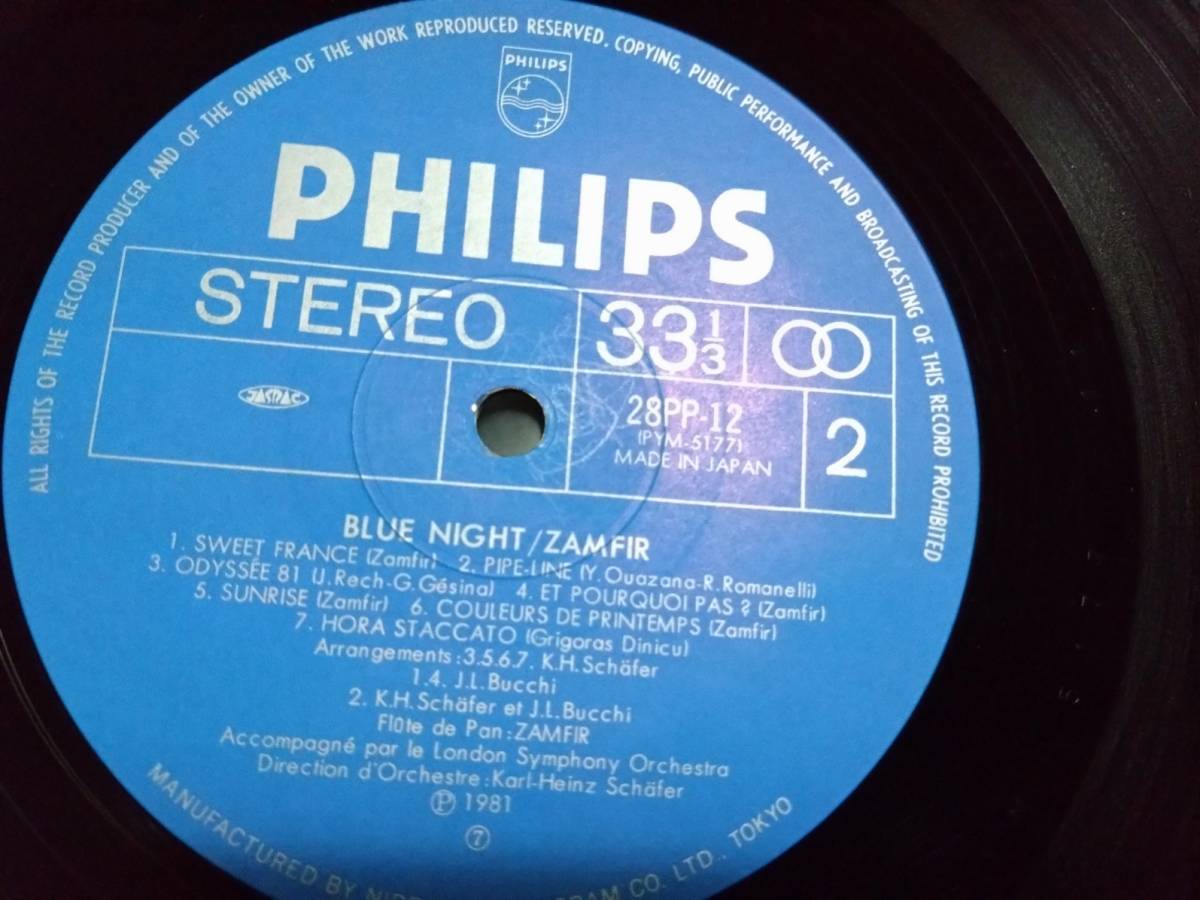 ALL RIGHTS OF THE RECORD PRODUCER AND OF THE OWNER OF THE WORK REPRODUCED RESERVED. COPYING, PUBLIC PERFORMANCE AND BROADCASTING OF THIS RECORD PROHIBITED
PHILIPS
PHILIPS
STEREO
33 1/3
JASRAC
28PP-12
(PYM-5177)
MADE IN JAPAN
2
BLUE NIGHT/ZAMFIR
1. SWEET FRANCE (Zamfir) 2. PIPE-LINE (Y. Ouazana-R. Romanelli)
3. ODYSSÉE 81 (J. Rech-G. Gésina) 4. ET POURQUOI PAS ? (Zamfir)
5. SUNRISE (Zamfir) 6. COULEURS DE PRINTEMPS (Zamfir)
7. HORA STACCATO (Grigoras Dinicu)
Arrangements:3.5.6.7. K.H.Schäfer
1.4. J.L.Bucchi
2. K.H.Schäfer et J.L.Bucchi
Flûte de Pan:ZAMFIR
Accompagné par le London Symphony Orchestra
Direction d'Orchestre:Karl-Heinz Schäfer
℗ 1981
⑦
MANUFACTURED BY CO. LTD., TOKYO